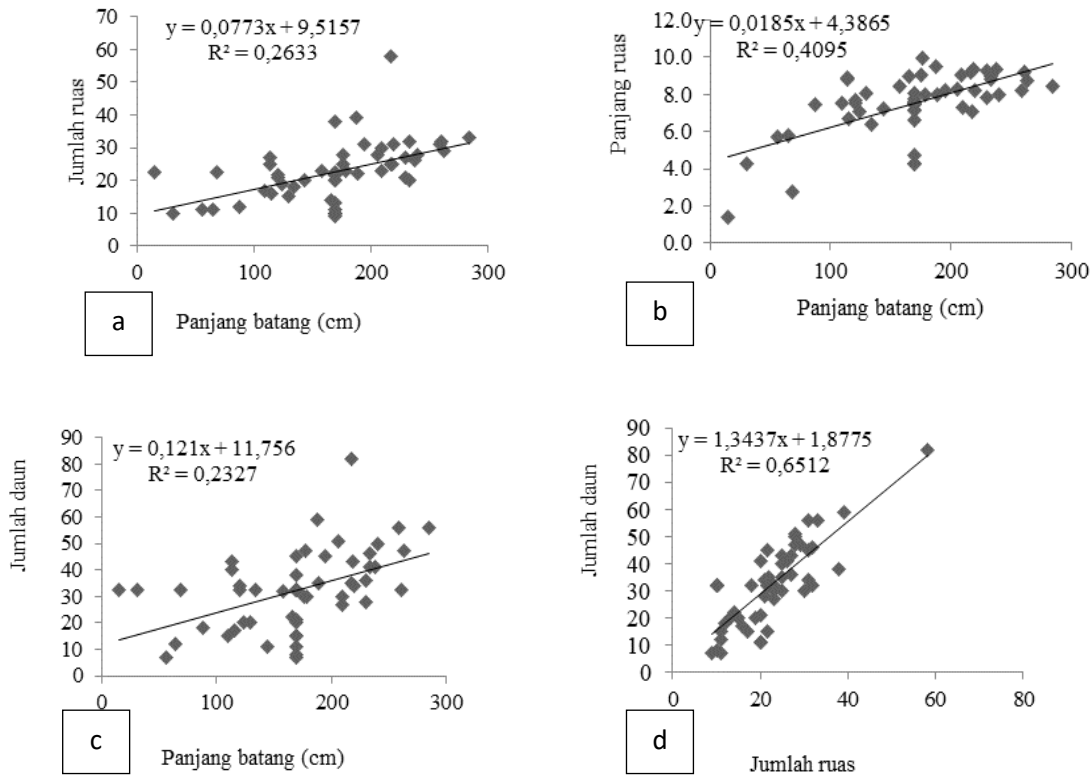 y = 0,0773x + 9,5157
R² = 0,2633
Jumlah ruas
70
60
50
40
30
20
10
0
0 100 200 300
Panjang batang (cm)
a
y = 0,0185x + 4,3865
R² = 0,4095
Panjang ruas
12.0
10.0
8.0
6.0
4.0
2.0
0.0
0 100 200 300
Panjang batang (cm)
b
y = 0,121x + 11,756
R² = 0,2327
Jumlah daun
90
80
70
60
50
40
30
20
10
0
0 100 200 300
Panjang batang (cm)
c
y = 1,3437x + 1,8775
R² = 0,6512
Jumlah daun
90
80
70
60
50
40
30
20
10
0
0 20 40 60 80
Jumlah ruas
d